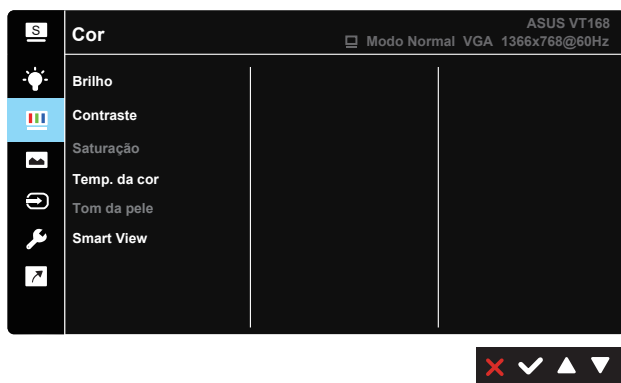 S
Cor
ASUS VT168
Modo Normal VGA 1366x768@60Hz
Brilho
Contraste
Saturação
Temp. da cor
Tom da pele
Smart View